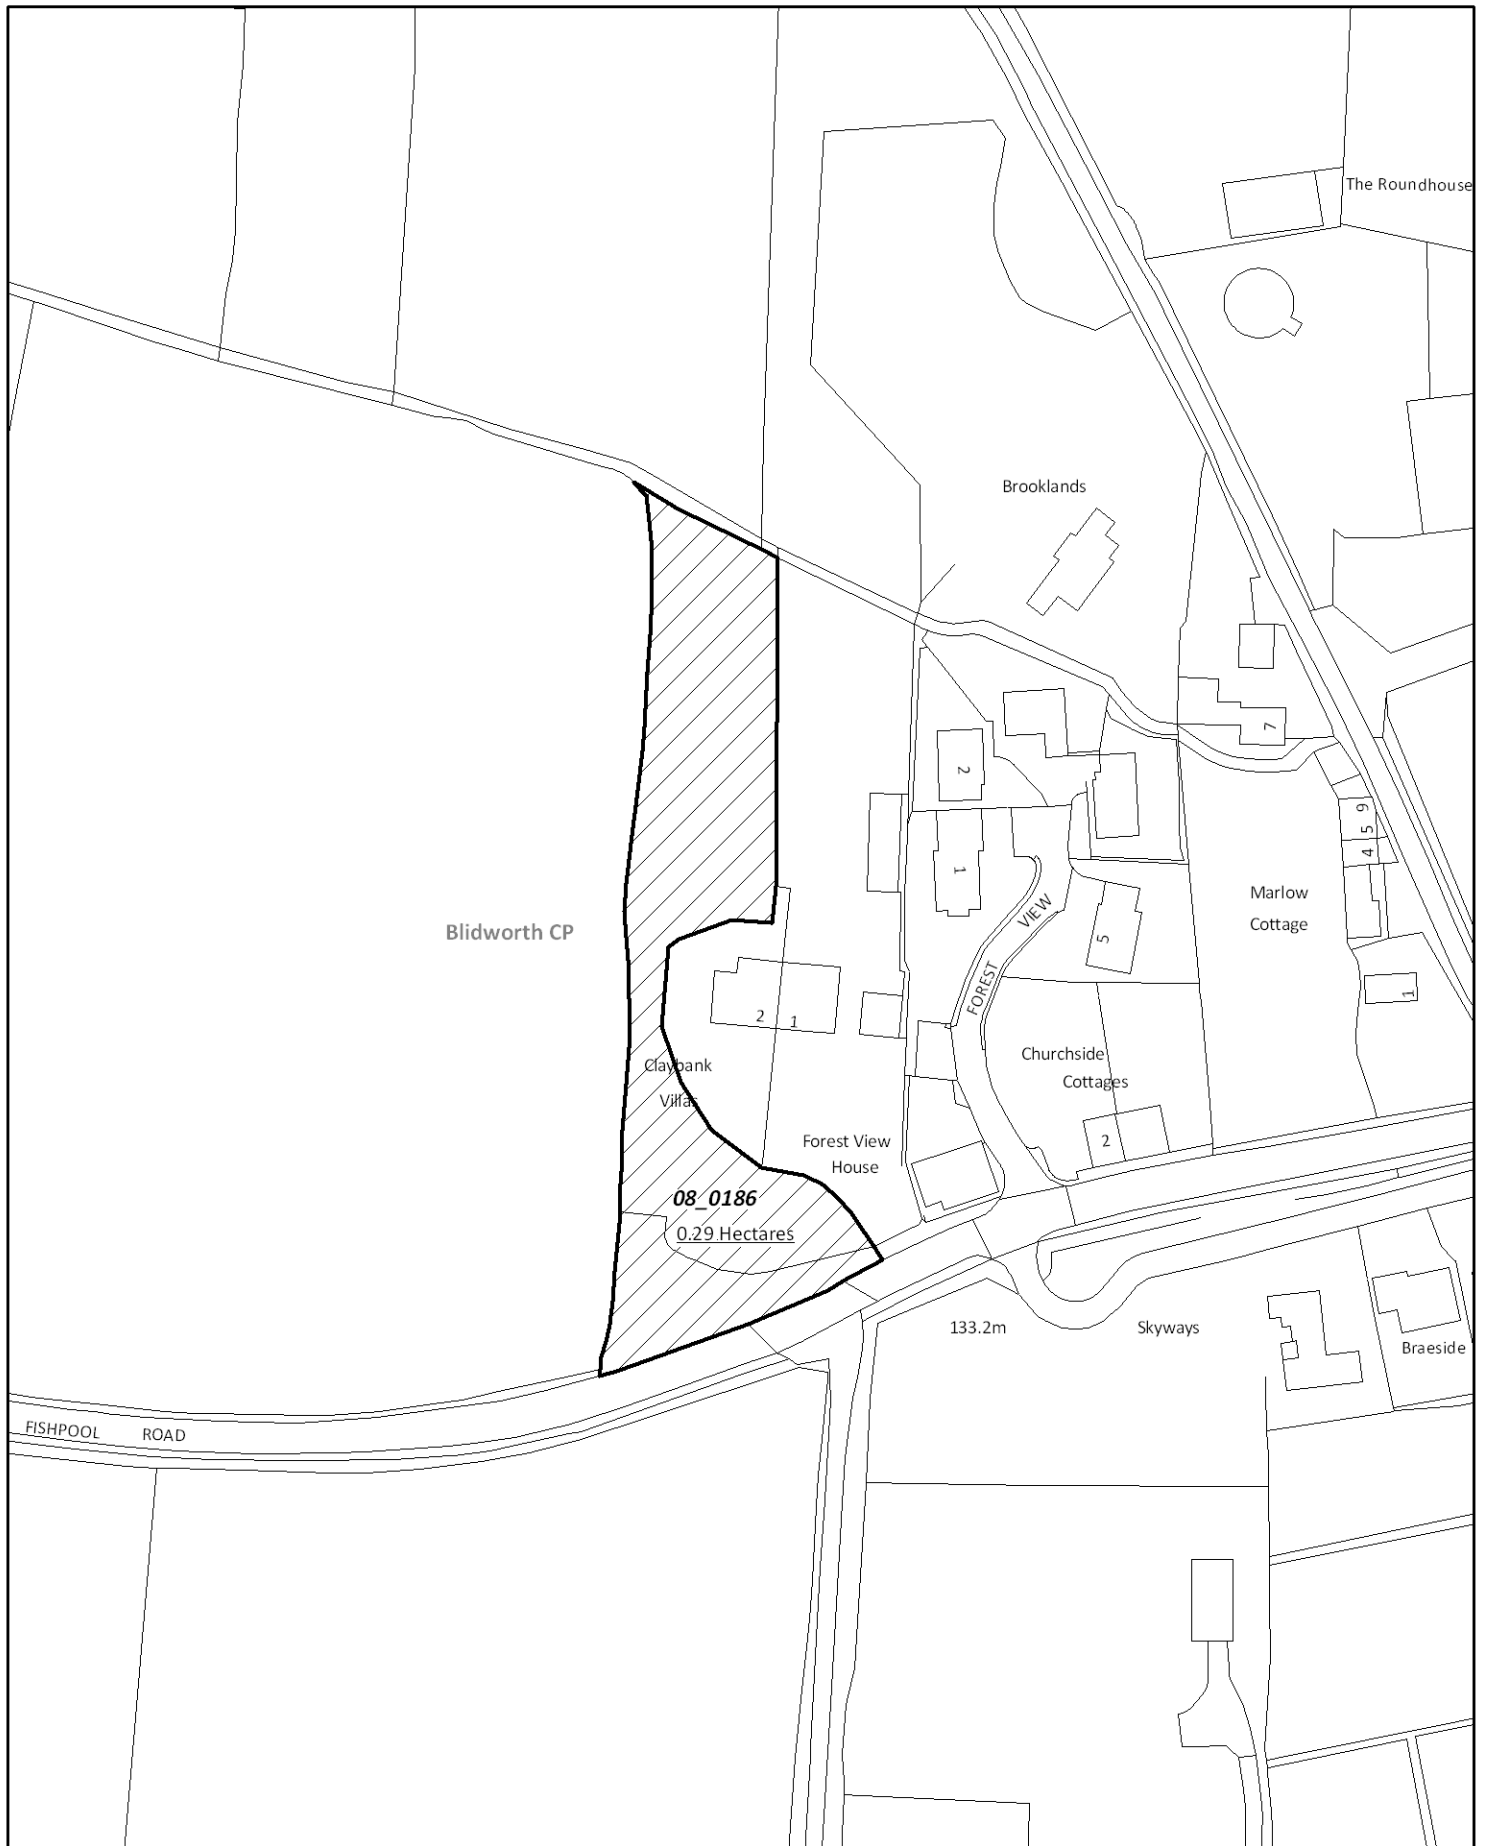 The Roundhouse
Brooklands
7
2
9
5
4
1
VIEW
Marlow
Cottage
Blidworth CP
5
FOREST
1
2 1
Churchside
Cottages
Claybank
Villas
Forest View
House
2
08_0186
0.29 Hectares
133.2m
Skyways
Braeside
FISHPOOL ROAD